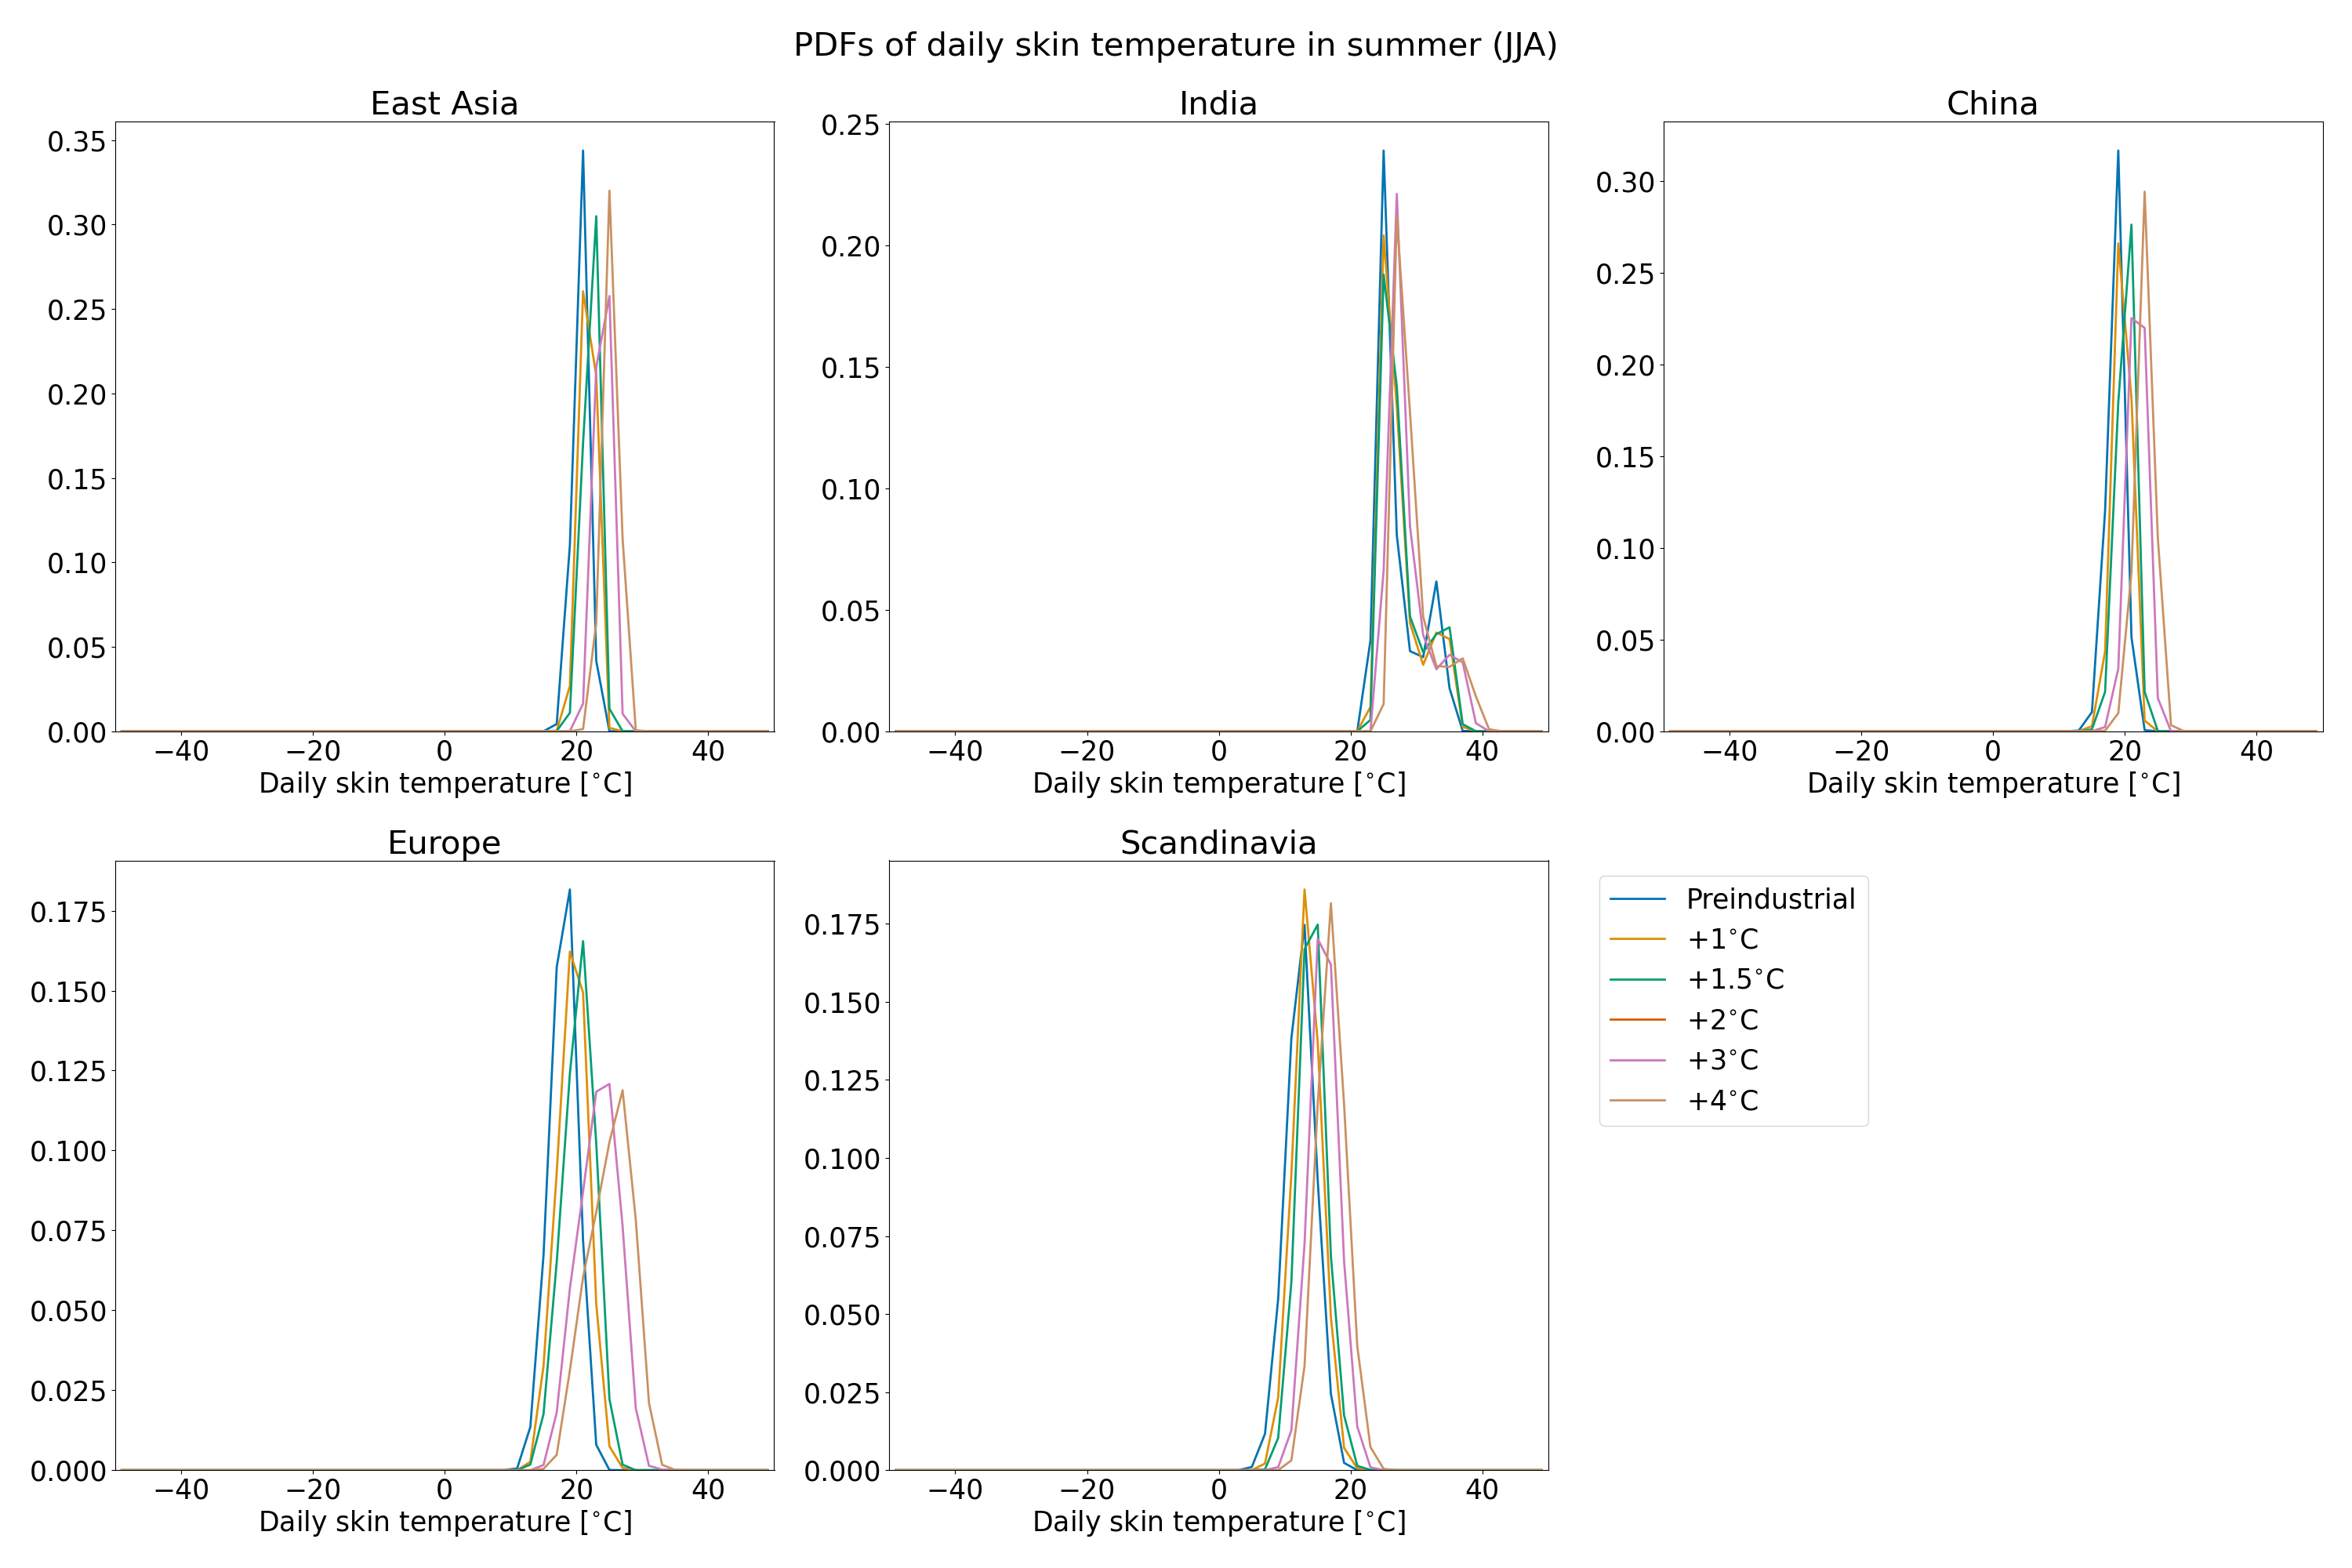 PDFs of daily skin temperature in summer (JJA)
East Asia
0.35
0.30
0.25
0.20
0.15
0.10
0.05
0.00
−40 −20 0 20 40
Daily skin temperature [°C]
India
0.25
0.20
0.15
0.10
0.05
0.00
−40 −20 0 20 40
Daily skin temperature [°C]
China
0.30
0.25
0.20
0.15
0.10
0.05
0.00
−40 −20 0 20 40
Daily skin temperature [°C]
Europe
0.175
0.150
0.125
0.100
0.075
0.050
0.025
0.000
−40 −20 0 20 40
Daily skin temperature [°C]
Scandinavia
0.175
0.150
0.125
0.100
0.075
0.050
0.025
0.000
−40 −20 0 20 40
Daily skin temperature [°C]
Preindustrial
+1°C
+1.5°C
+2°C
+3°C
+4°C